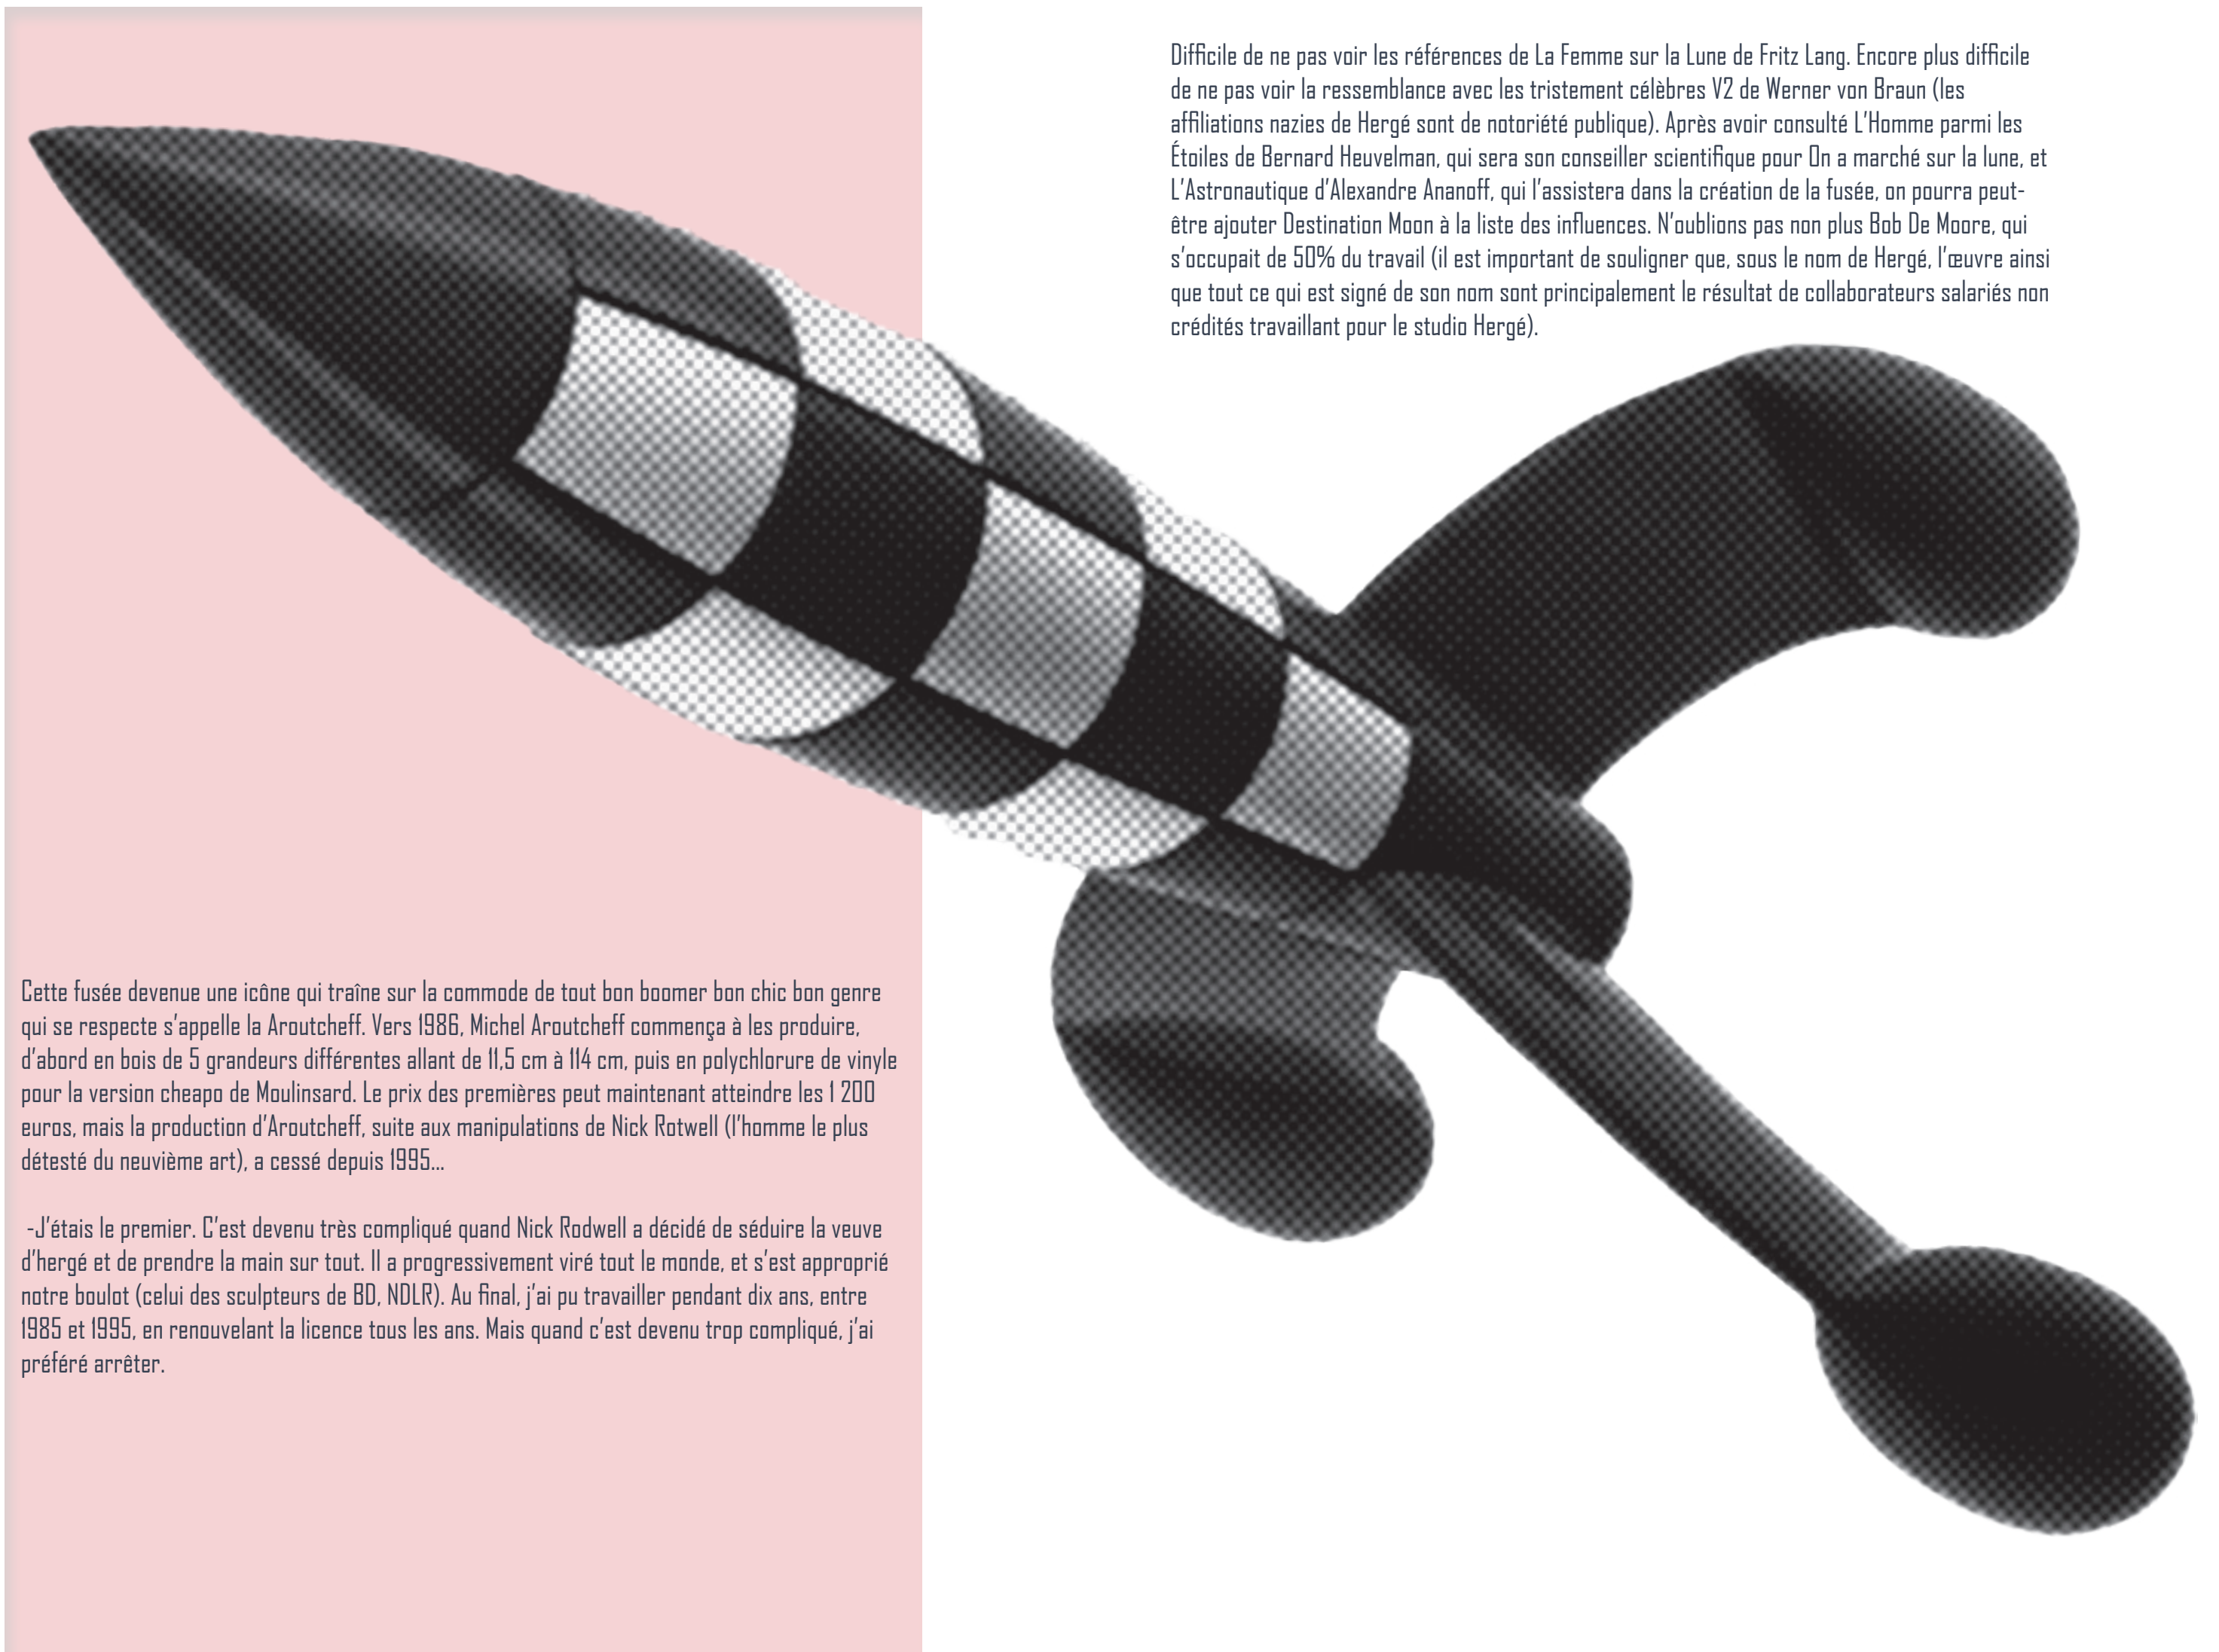 Difficile de ne pas voir les références de La Femme sur la Lune de Fritz Lang. Encore plus difficile
de ne pas voir la ressemblance avec les tristement célèbres V2 de Werner von Braun (les
affiliations nazies de Hergé sont de notoriété publique). Après avoir consulté L'Homme parmi les
Étoiles de Bernard Heuvelman, qui sera son conseiller scientifique pour On a marché sur la lune, et
L'Astronautique d'Alexandre Ananoff, qui l'assistera dans la création de la fusée, on pourra peut-
être ajouter Destination Moon à la liste des influences. N'oublions pas non plus Bob De Moore, qui
s'occupait de 50% du travail (il est important de souligner que, sous le nom de Hergé, l'œuvre ainsi
que tout ce qui est signé de son nom sont principalement le résultat de collaborateurs salariés non
crédités travaillant pour le studio Hergé).
Cette fusée devenue une icône qui traîne sur la commode de tout bon boomer bon chic bon genre
qui se respecte s'appelle la Aroutcheff. Vers 1986, Michel Aroutcheff commença à les produire,
d'abord en bois de 5 grandeurs différentes allant de 11,5 cm à 114 cm, puis en polychlorure de vinyle
pour la version cheapo de Moulinsard. Le prix des premières peut maintenant atteindre les 1 200
euros, mais la production d'Aroutcheff, suite aux manipulations de Nick Rotwell (l'homme le plus
détesté du neuvième art), a cessé depuis 1995...
-J'étais le premier. C'est devenu très compliqué quand Nick Rodwell a décidé de séduire la veuve
d'hergé et de prendre la main sur tout. Il a progressivement viré tout le monde, et s'est approprié
notre boulot (celui des sculpteurs de BD, NDLR). Au final, j'ai pu travailler pendant dix ans, entre
1985 et 1995, en renouvelant la licence tous les ans. Mais quand c'est devenu trop compliqué, j'ai
préféré arrêter.